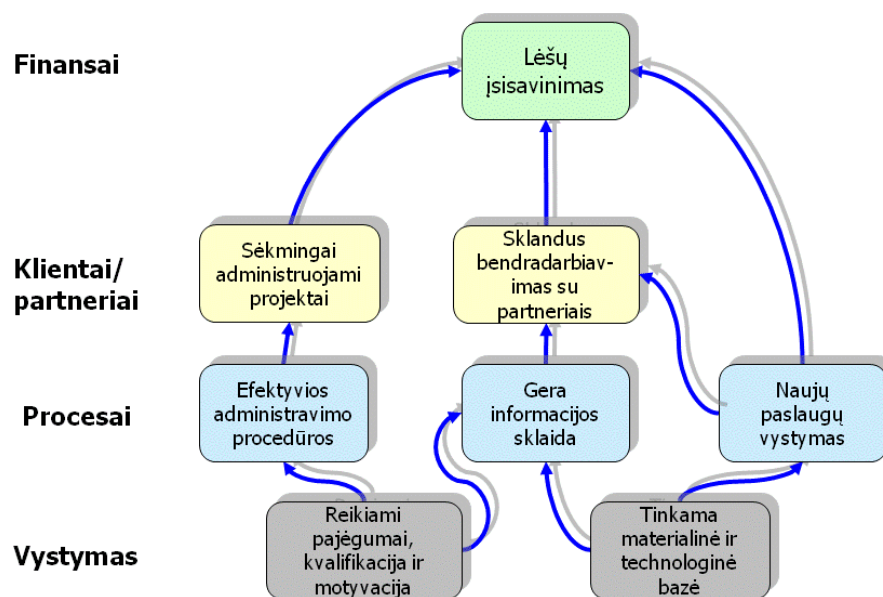 Finansai
Lėšų
įsisavinimas
Klientai/
partneriai
Sėkmingai
administruojami
projektai
Sklandus
bendradarbiav-
imas su
partneriais
Procesai
Efektyvios
administravimo
procedūros
Gera
informacijos
sklaida
Naujų
paslaugų
vystymas
Vystymas
Reikiami
pajėgumai,
kvalifikacija ir
motyvacija
Tinkama
materialinė ir
technologinė
bazė